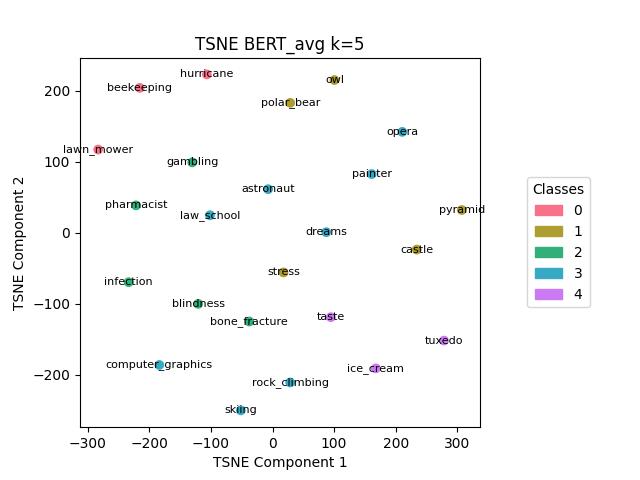 TSNE BERT_avg k=5
hurricane
owl
beekeeping
polar_bear
opera
lawn_mower
gambling
painter
astronaut
pharmacist
law_school
pyramid
dreams
castle
stress
infection
blindness
bone_fracture
taste
tuxedo
computer_graphics
ice_cream
rock_climbing
skiing
200
100
0
−100
−200
−300
−200
−100
0
100
200
300
TSNE Component 1
TSNE Component 2
Classes
0
1
2
3
4